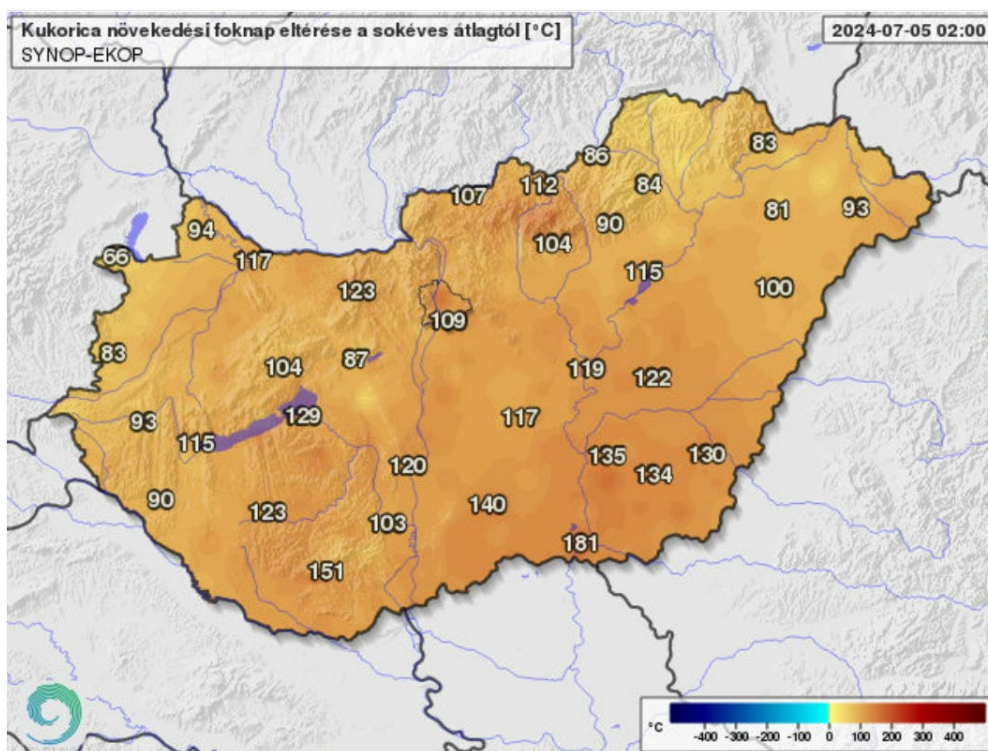 Kukorica növekedési foknap eltérése a sokéves átlagtól [°C]
SYNOP-EKOP
2024-07-05 02:00
83
86
107 112 84
81 93
94 90
104
66 117
115
123 100
109
83 87
104 119 122
129 117
93
115
120 135 130
134
90 123 140
103
181
151
°C
-400 -300 -200 -100 0 100 200 300 400